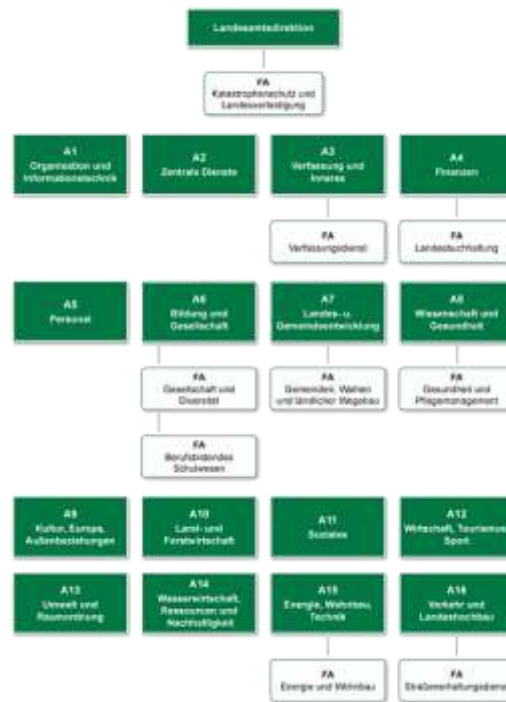 Landesamtsdirektion
FA
Katastrophenschutz und
Landesverteidigung
A1
Organisation und
Informationstechnik
A2
Zentrale Dienste
A3
Verfassung und
Inneres
A4
Finanzen
FA
Verfassungsdienst
FA
Landesbuchhaltung
A5
Personal
A6
Bildung und
Gesellschaft
A7
Landes- u.
Gemeindeentwicklung
A8
Wissenschaft und
Gesundheit
FA
Gesellschaft und
Diversität
FA
Gemeinden, Wahlen
und ländlicher Wegebau
FA
Gesundheit und
Pflegemanagement
FA
Berufsbildendes
Schulwesen
A9
Kultur, Europa,
Außenbeziehungen
A10
Land- und
Forstwirtschaft
A11
Soziales
A12
Wirtschaft, Tourismus,
Sport
A13
Umwelt und
Raumordnung
A14
Wasserwirtschaft,
Ressourcen und
Nachhaltigkeit
A15
Energie, Wohnbau,
Technik
A16
Verkehr und
Landeshochbau
FA
Energie und Wohnbau
FA
Straßenerhaltungsdienst